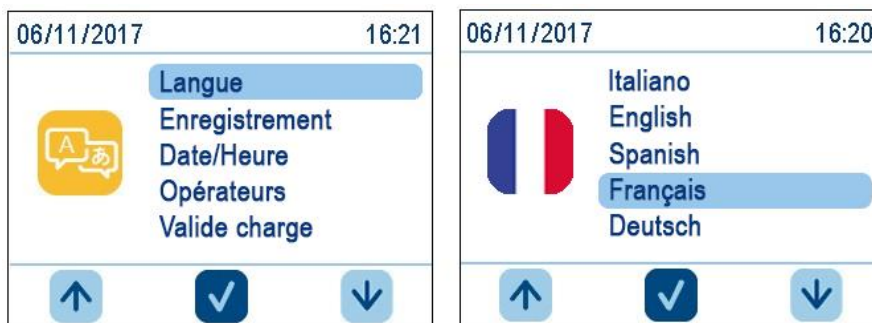 06/11/2017 16:21
Langue
Enregistrement
Date/Heure
Opérateurs
Valide charge
A あ
06/11/2017 16:20
Italiano
English
Spanish
Français
Deutsch